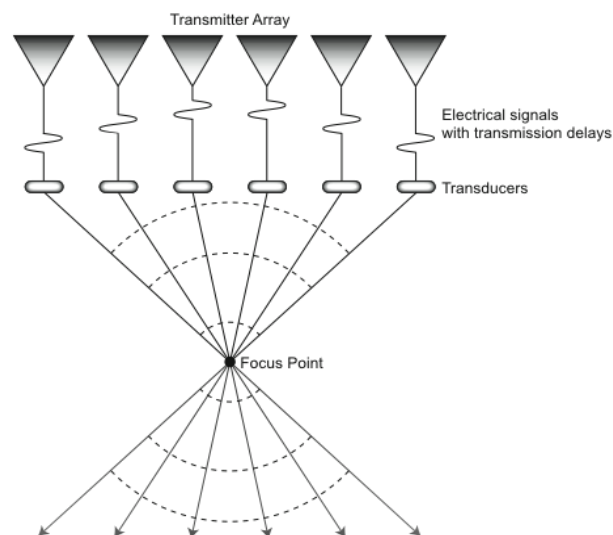 Transmitter Array
Electrical signals
with transmission delays
Transducers
Focus Point